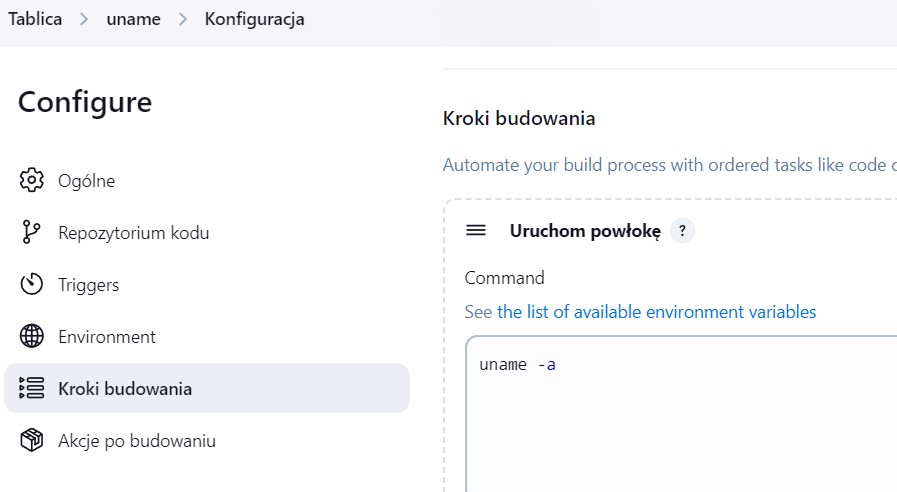 Tablica > uname > Konfiguracja
Configure
Ogólne
Repozytorium kodu
Triggers
Environment
Kroki budowania
Akcje po budowaniu
Kroki budowania
Automate your build process with ordered tasks like code
Uruchom powłokę ?
Command
See the list of available environment variables
uname -a